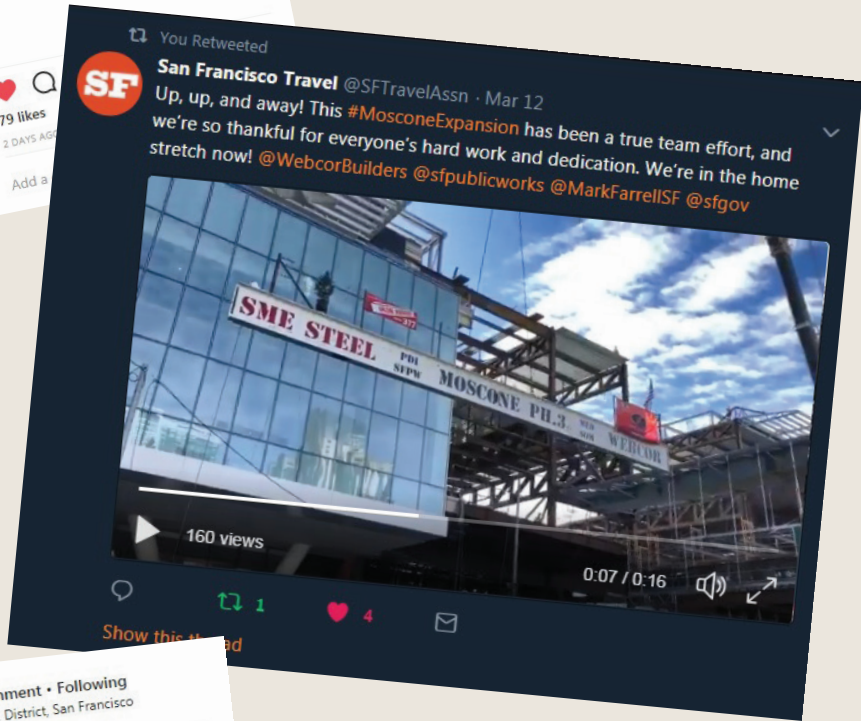 79 likes
2 DAYS AGO
Add a
You Retweeted
SF
San Francisco Travel @SFTravelAssn · Mar 12
Up, up, and away! This #MosconeExpansion has been a true team effort, and
we're so thankful for everyone's hard work and dedication. We're in the home
stretch now! @WebcorBuilders @sfpublicworks @MarkFarrellSF @sfgov
SME STEEL PDI SFPW MOSCONE PH.3 WEBCOR
377
160 views
0:07 / 0:16
1
4
Show this ad
nment • Following
District, San Francisco